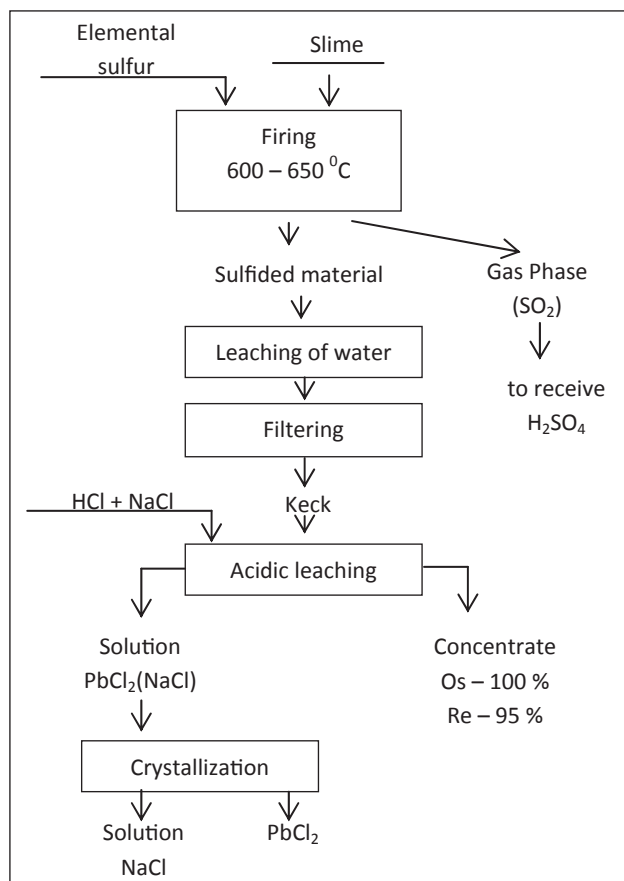 Elemental
sulfur
Slime
Firing
600 – 650 ⁰C
Sulfided material
Gas Phase
(SO₂)
Leaching of water
to receive
H₂SO₄
Filtering
HCl + NaCl
Keck
Acidic leaching
Solution
PbCl₂(NaCl)
Concentrate
Os – 100 %
Re – 95 %
Crystallization
Solution
NaCl
PbCl₂